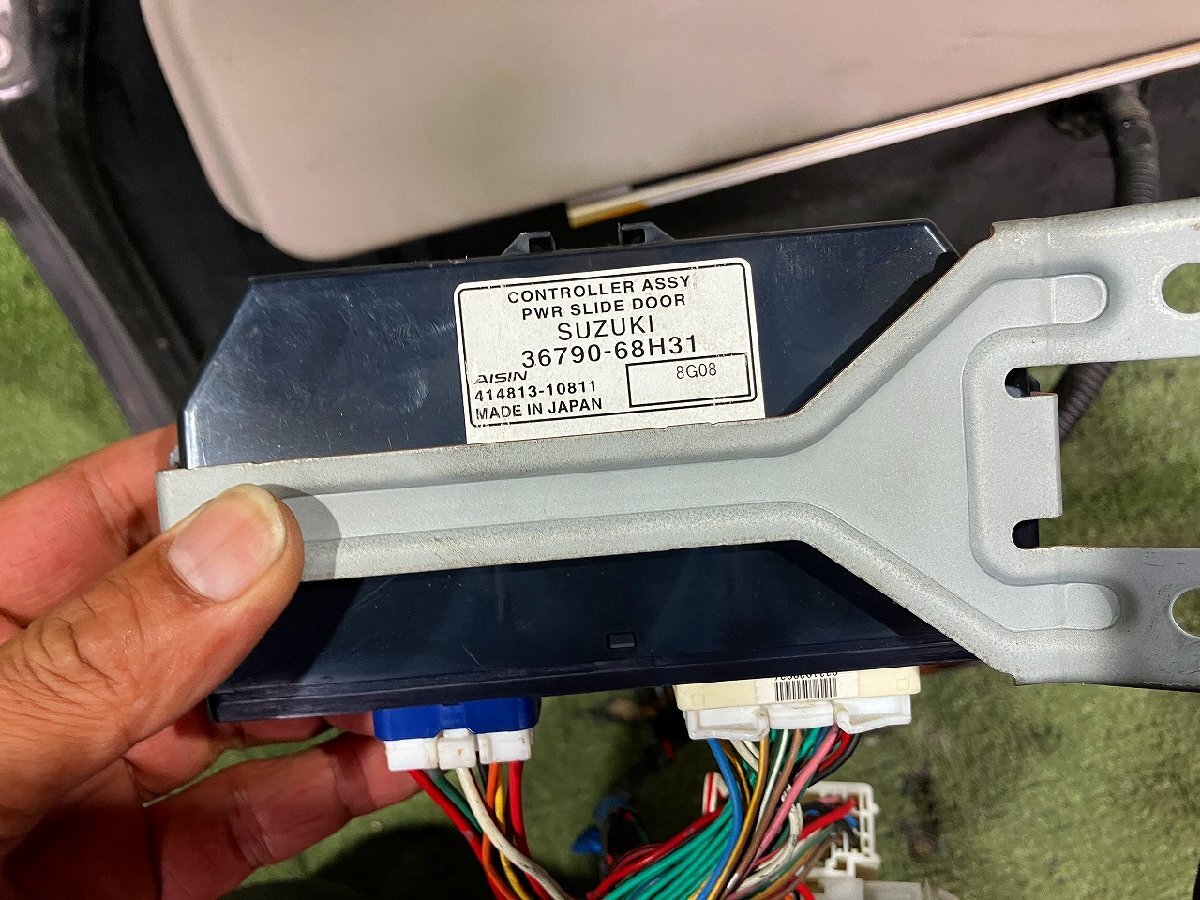 CONTROLLER ASSY
PWR SLIDE DOOR
SUZUKI
36790-68H31
AISIN
8G08
414813-10811
MADE IN JAPAN